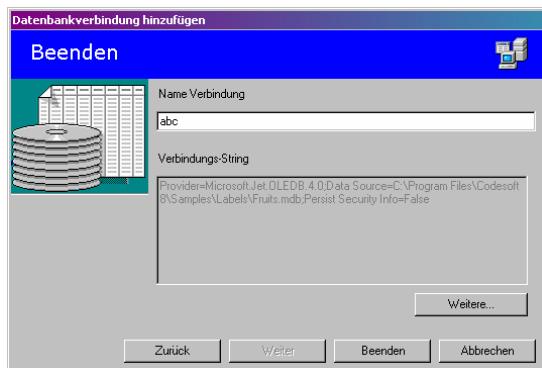 Datenbankverbindung hinzufügen
Beenden
Name Verbindung
abc
Verbindungs-String
Provider=Microsoft.Jet.OLEDB.4.0;Data Source=C:\Program Files\Codesoft
8\Samples\Labels\Fruits.mdb;Persist Security Info=False
Weitere...
Zurück
Weiter
Beenden
Abbrechen